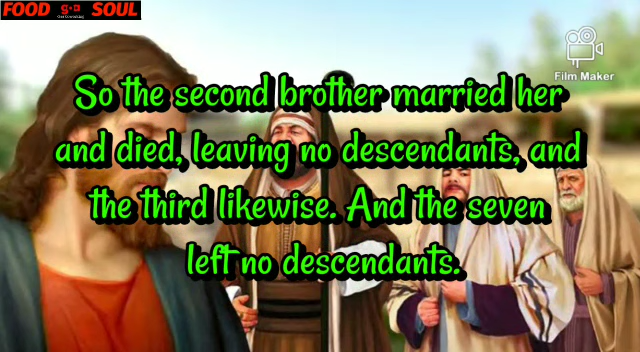 FOOD SOUL
Film Maker
So the second brother married her
and died, leaving no descendants, and
the third likewise. And the seven
left no descendants.